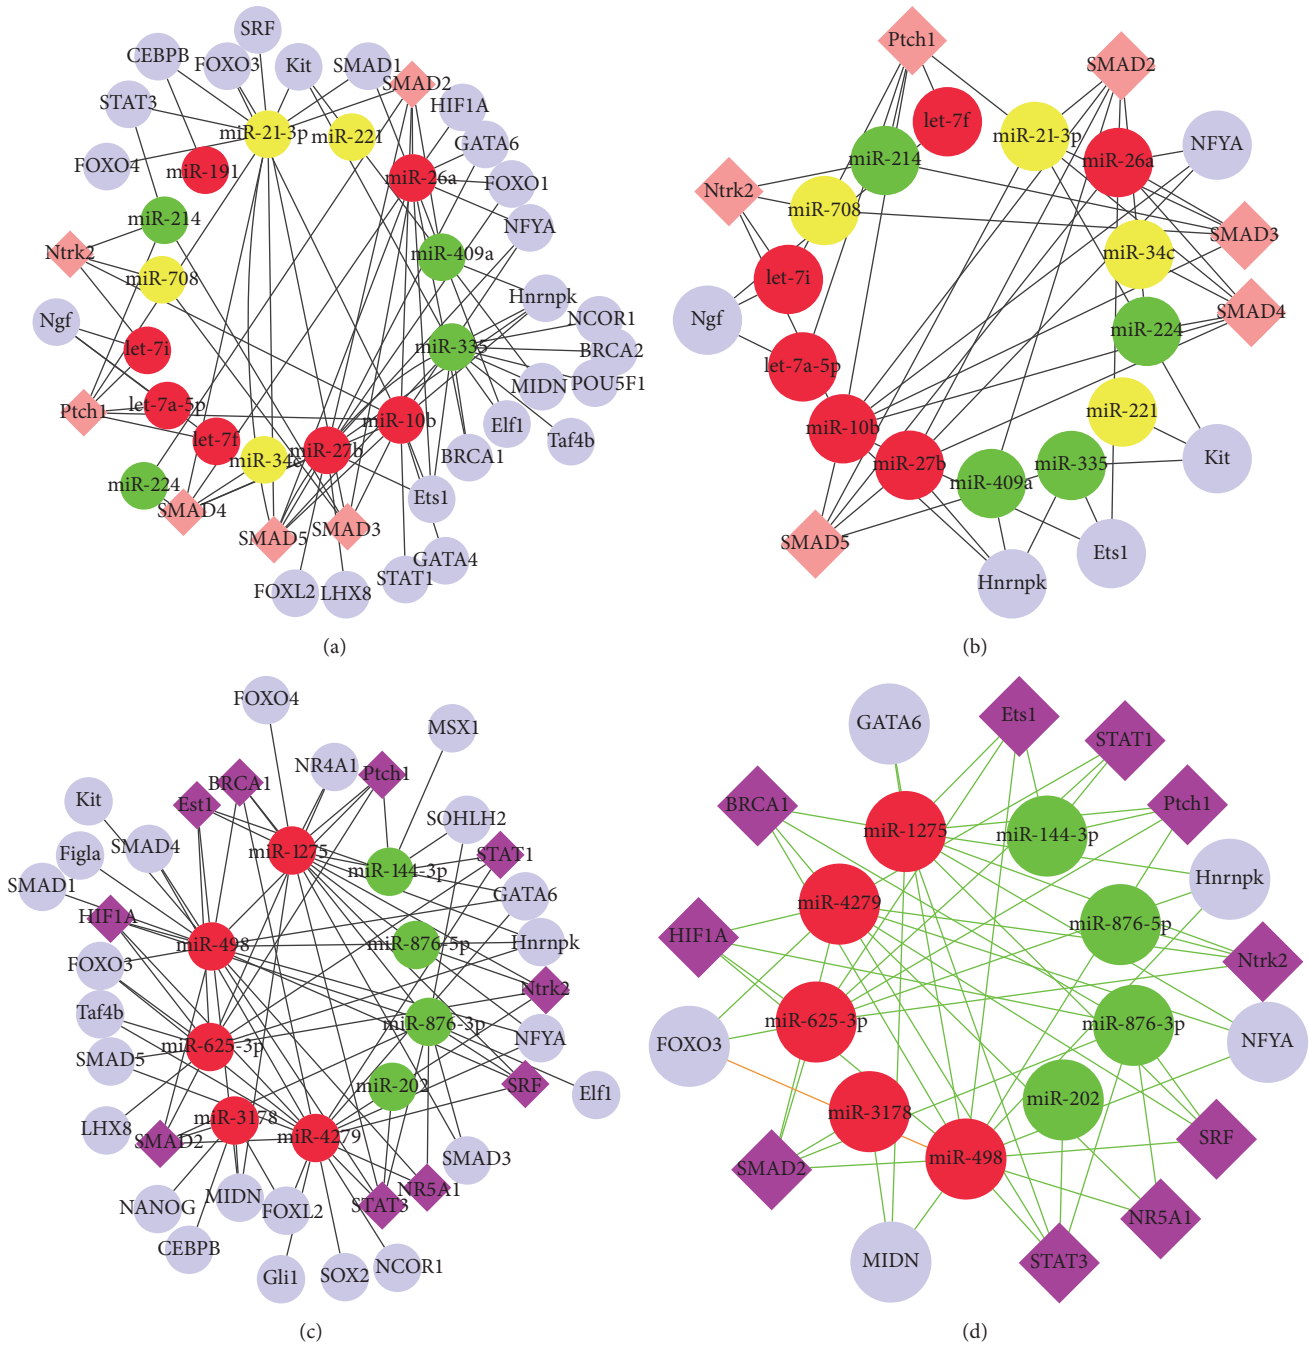 SRF
CEBPB
FOXO3
Kit
SMAD1
SMAD2
STAT3
HIF1A
miR-21-3p
miR-221
GATA6
FOXO4
miR-191
miR-26a
FOXO1
miR-214
NFYA
Ntrk2
miR-409a
miR-708
Hnrnpk
Ngf
NCOR1
let-7i
miR-335
BRCA2
MIDN
POU5F1
Ptch1
let-7a-5p
miR-10b
Elf1
let-7f
Taf4b
miR-34c
miR-27b
BRCA1
miR-224
Ets1
SMAD4
SMAD5
SMAD3
GATA4
STAT1
FOXL2
LHX8
(a)
Ptch1
SMAD2
let-7f
miR-21-3p
NFYA
miR-214
miR-26a
Ntrk2
miR-708
SMAD3
miR-34c
let-7i
SMAD4
Ngf
miR-224
let-7a-5p
miR-221
miR-10b
miR-27b
miR-335
Kit
miR-409a
SMAD5
Ets1
Hnrnpk
(b)
FOXO4
MSX1
NR4A1
Ptch1
BRCA1
Kit
Est1
SOHLH2
SMAD4
Figla
miR-1275
STAT1
miR-144-3p
SMAD1
GATA6
HIF1A
miR-498
miR-876-5p
Hnrnpk
FOXO3
Ntrk2
Taf4b
miR-876-3p
miR-625-3p
NFYA
SMAD5
miR-202
SRF
Elf1
miR-3178
LHX8
SMAD2
miR-4279
SMAD3
NR5A1
MIDN
STAT3
NANOG
FOXL2
CEBPB
Gli1
SOX2
NCOR1
(c)
Ets1
GATA6
STAT1
BRCA1
Ptch1
miR-1275
miR-144-3p
Hnrnpk
miR-4279
miR-876-5p
HIF1A
Ntrk2
miR-625-3p
miR-876-3p
FOXO3
NFYA
miR-202
miR-3178
SRF
miR-498
SMAD2
NR5A1
MIDN
STAT3
(d)